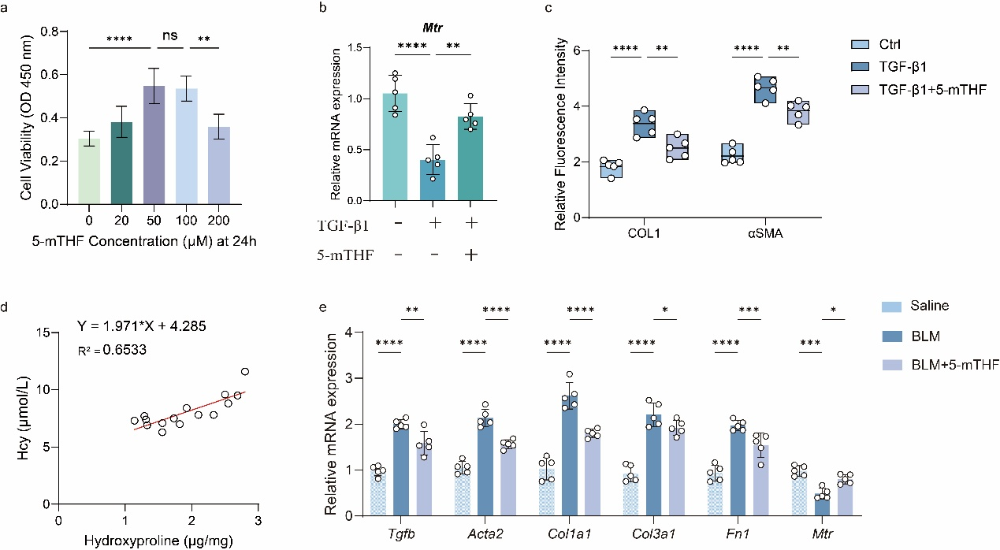 a
Cell Viability (OD 450 nm)
0.8
0.6
0.4
0.2
0.0
**** ns **
0 20 50 100 200
5-mTHF Concentration (μM) at 24h
b
Mtr
Relative mRNA expression
1.5
1.0
0.5
0.0
**** **
TGF-β1 - + +
5-mTHF - - +
c
Relative Fluorescence Intensity
6
4
2
0
**** ** **** **
COL1 αSMA
Ctrl
TGF-β1
TGF-β1+5-mTHF
d
Y = 1.971*X + 4.285
R² = 0.6533
Hcy (μmol/L)
15
10
5
0
0 1 2 3
Hydroxyproline (μg/mg)
e
Relative mRNA expression
4
3
2
1
0
** **** **** * *** *
**** **** **** **** **** ***
Tgfb Acta2 Col1a1 Col3a1 Fn1 Mtr
Saline
BLM
BLM+5-mTHF